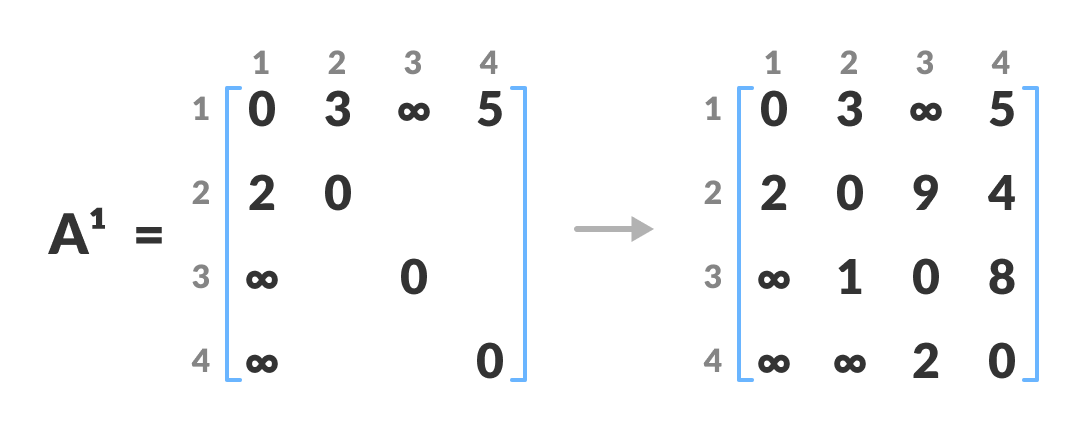 1 2 3 4 1 2 3 4
1 0 3 ∞ 5 1 0 3 ∞ 5
2 2 0 2 2 0 9 4
A¹ =
3 ∞ 0 3 ∞ 1 0 8
4 ∞ 0 4 ∞ ∞ 2 0